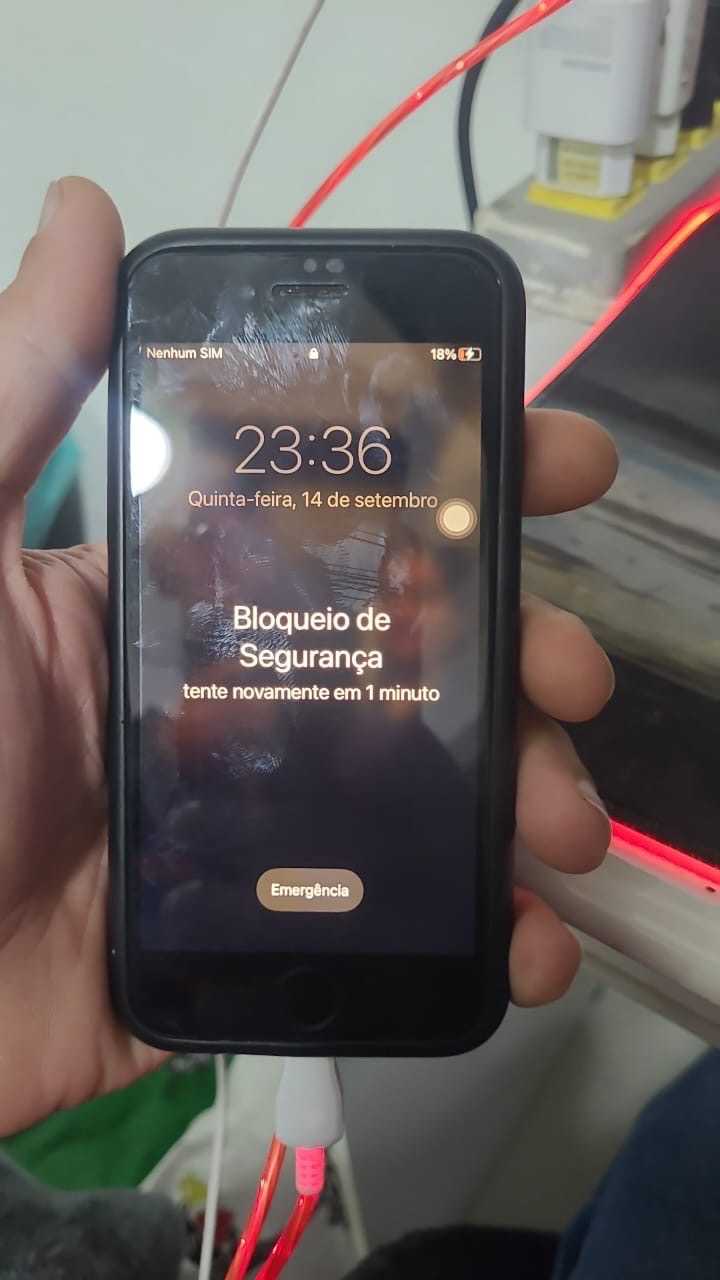 Nenhum SIM 18%
23:36
Quinta-feira, 14 de setembro
Bloqueio de
Segurança
tente novamente em 1 minuto
Emergência